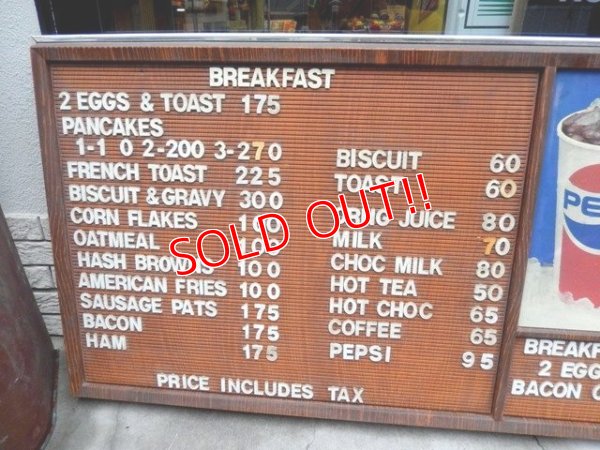 BREAKFAST
2 EGGS & TOAST 175
PANCAKES
1-1 0 2-200 3-270
FRENCH TOAST 225
BISCUIT & GRAVY 300
CORN FLAKES
OATMEAL 100
HASH BROWNS 100
AMERICAN FRIES 100
SAUSAGE PATS 175
BACON 175
HAM 175
BISCUIT 60
TOAST 60
JUICE 80
MILK 70
CHOC MILK 80
HOT TEA 50
HOT CHOC 65
COFFEE 65
PEPSI 95
PRICE INCLUDES TAX
SOLD OUT!!
PE
BREAKF
2 EGG
BACON